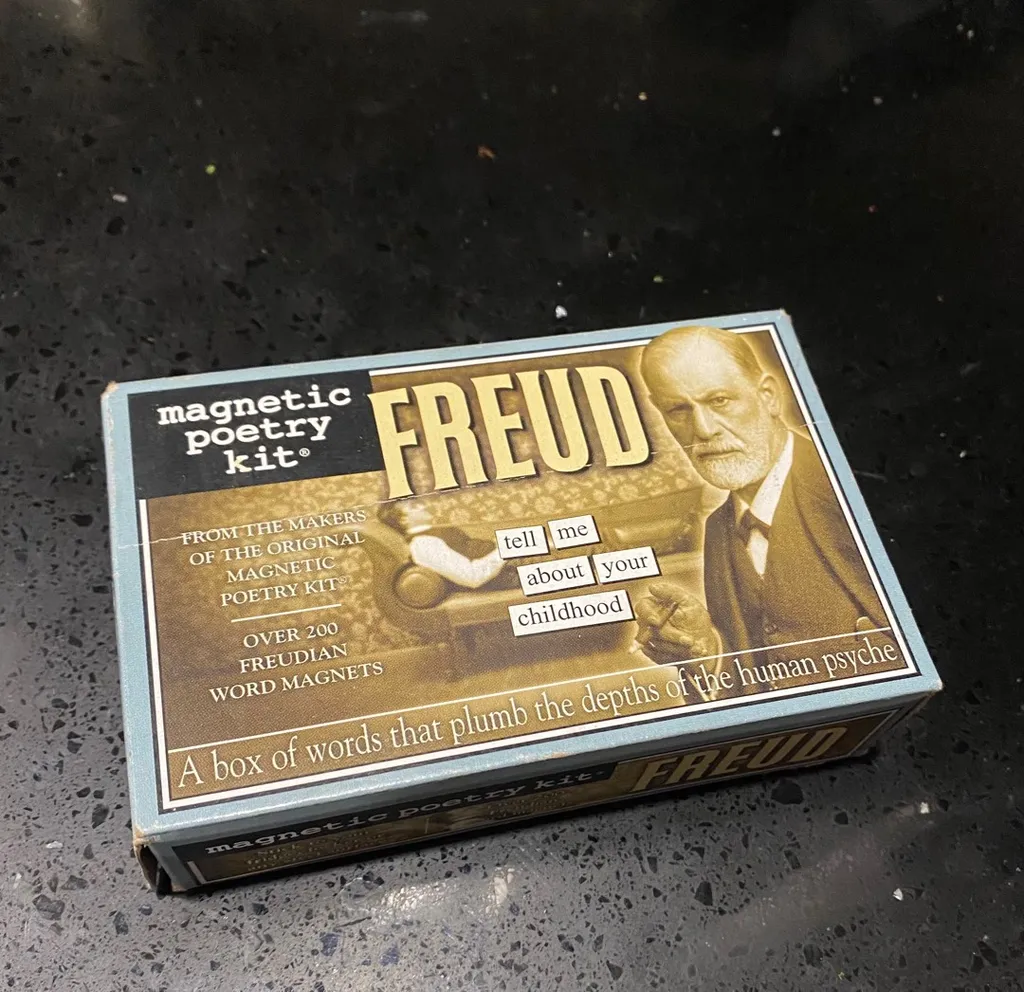 magnetic
poetry
kit®
FREUD
FROM THE MAKERS
OF THE ORIGINAL
MAGNETIC
POETRY KIT®
OVER 200
FREUDIAN
WORD MAGNETS
tell me
about your
childhood
A box of words that plumb the depths of the human psyche
magnetic poetry kit
FREUD